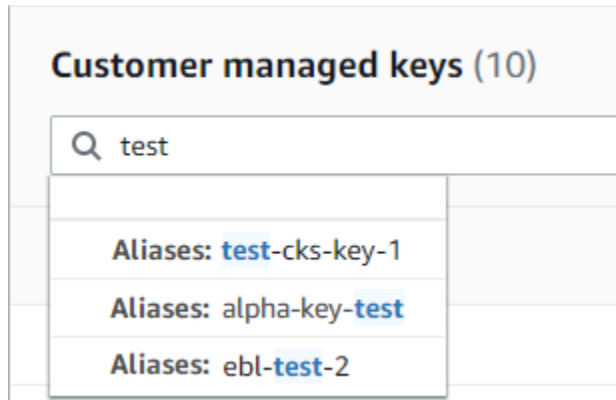 Customer managed keys (10)
test
Aliases: test-cks-key-1
Aliases: alpha-key-test
Aliases: ebl-test-2